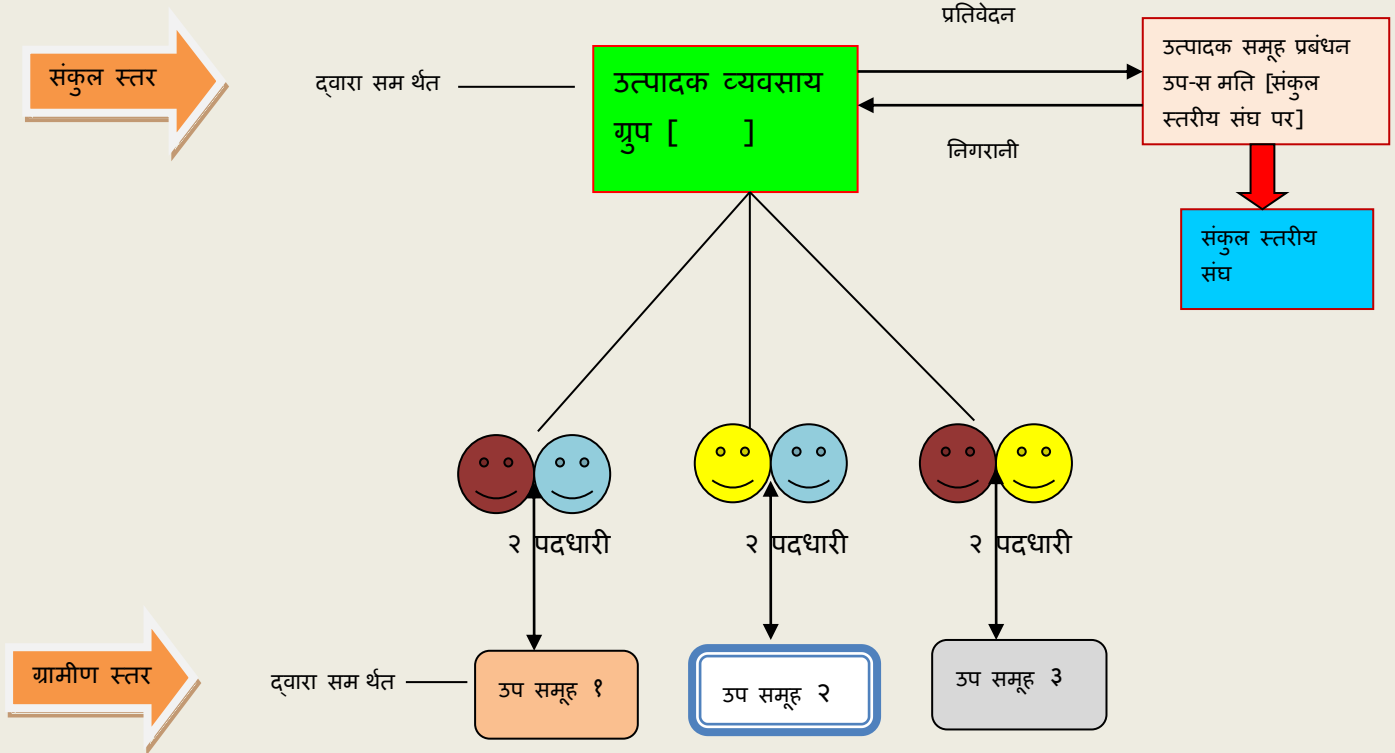 प्रतिवेदन
संकुल स्तर
द्वारा सम र्थत
उत्पादक व्यवसाय
ग्रुप [ ]
उत्पादक समूह प्रबंधन
उप-स मति [संकुल
स्तरीय संघ पर]
निगरानी
संकुल स्तरीय
संघ
२ पदधारी
२ पदधारी
२ पदधारी
ग्रामीण स्तर
द्वारा सम र्थत
उप समूह १
उप समूह २
उप समूह ३